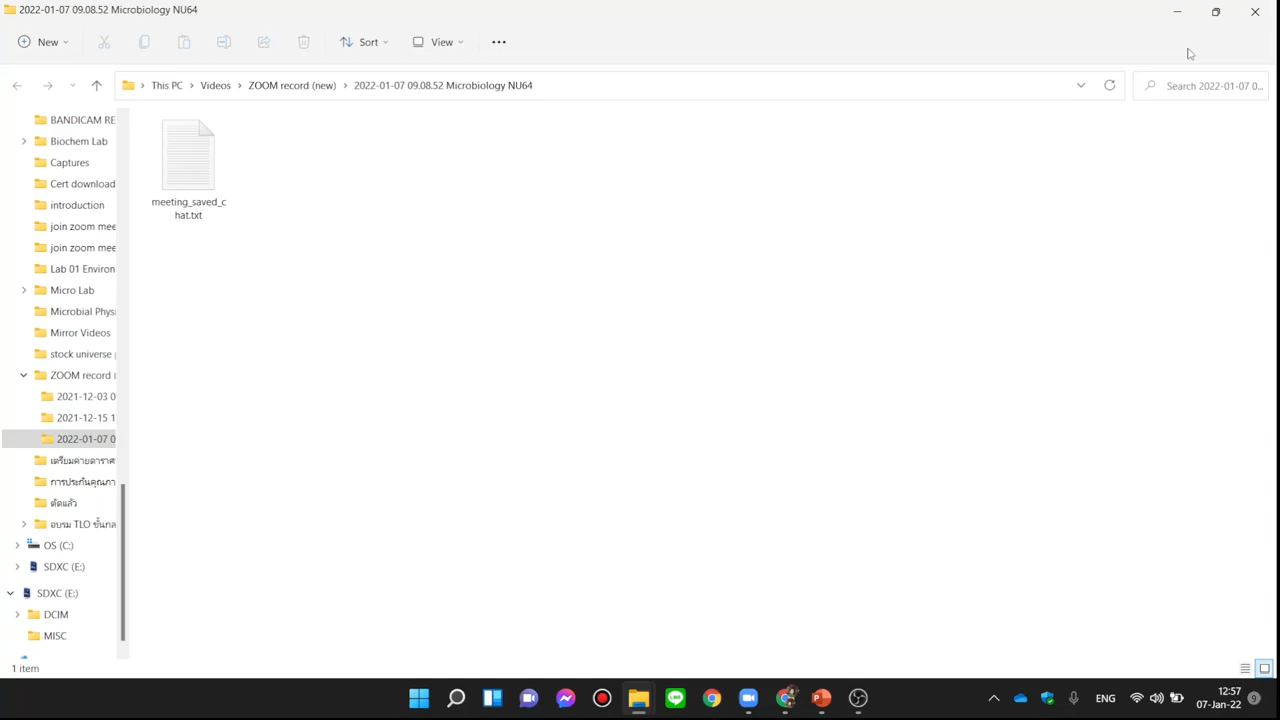 2022-01-07 09.08.52 Microbiology NU64
New
Sort
View
This PC
Videos
ZOOM record (new)
2022-01-07 09.08.52 Microbiology NU64
Search 2022-01-07 0...
BANDICAM RE
Biochem Lab
Captures
Cert download
introduction
join zoom mee
join zoom mee
Lab 01 Environ
Micro Lab
Microbial Physi
Mirror Videos
stock universe
ZOOM record (
2021-12-03 0
2021-12-15 1
2022-01-07 0
เตรียมค่ายดาราศา
การประกันคุณภา
ตัดแล้ว
อบรม TLO ขั้นกล
OS (C:)
SDXC (E:)
SDXC (E:)
DCIM
MISC
meeting_saved_c
hat.txt
1 item
ENG
12:57
07-Jan-22
9